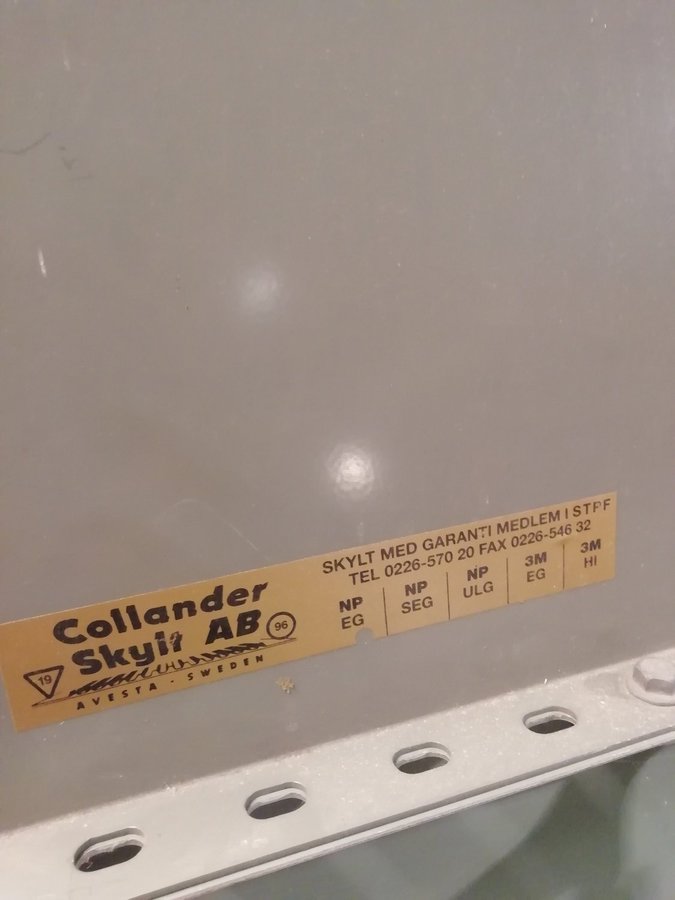 Collander
Skylt AB
19
96
AVESTA · SWEDEN
SKYLT MED GARANTI MEDLEM I STPF
TEL 0226-570 20 FAX 0226-546 32
NP EG
NP SEG
NP ULG
3M EG
3M HI